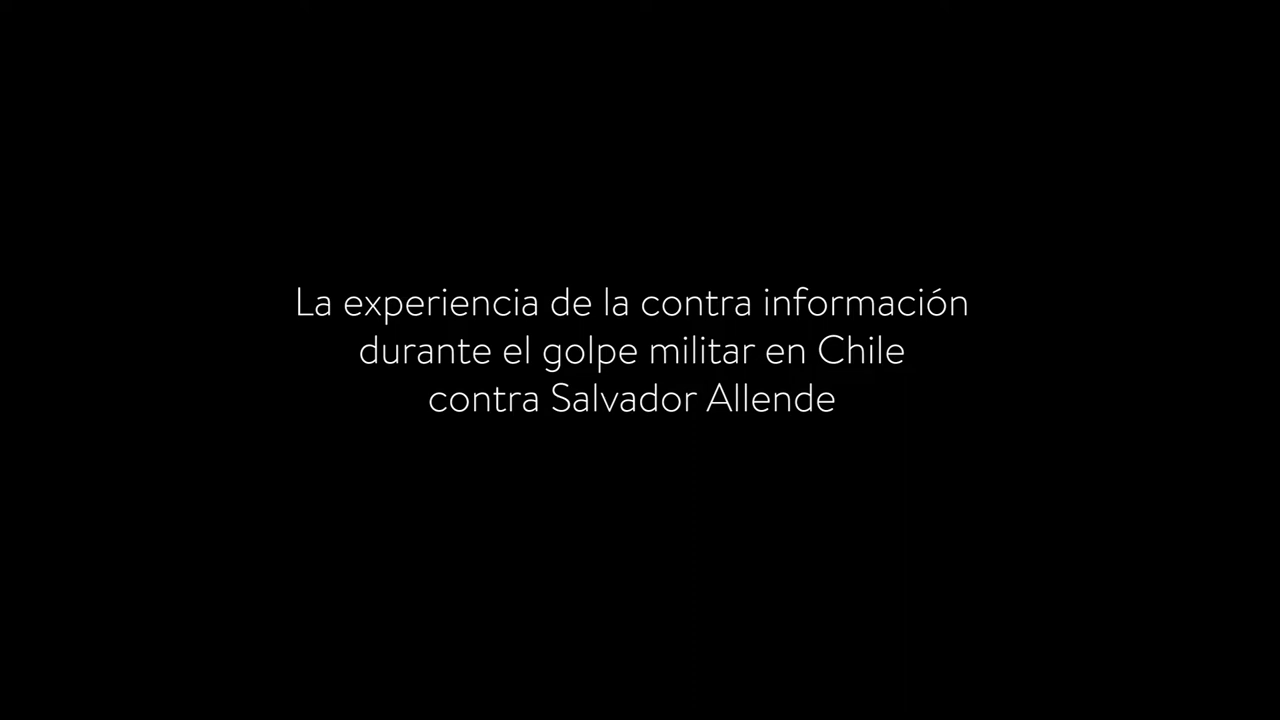 La experiencia de la contra información
durante el golpe militar en Chile
contra Salvador Allende